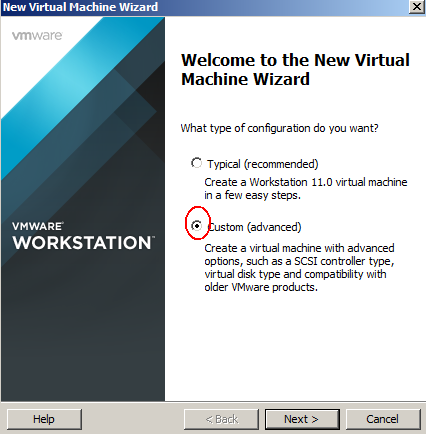 New Virtual Machine Wizard
vmware
Welcome to the New Virtual
Machine Wizard
What type of configuration do you want?
Typical (recommended)
Create a Workstation 11.0 virtual machine
in a few easy steps.
Custom (advanced)
Create a virtual machine with advanced
options, such as a SCSI controller type,
virtual disk type and compatibility with
older VMware products.
VMWARE®
WORKSTATION™
Help
< Back
Next >
Cancel